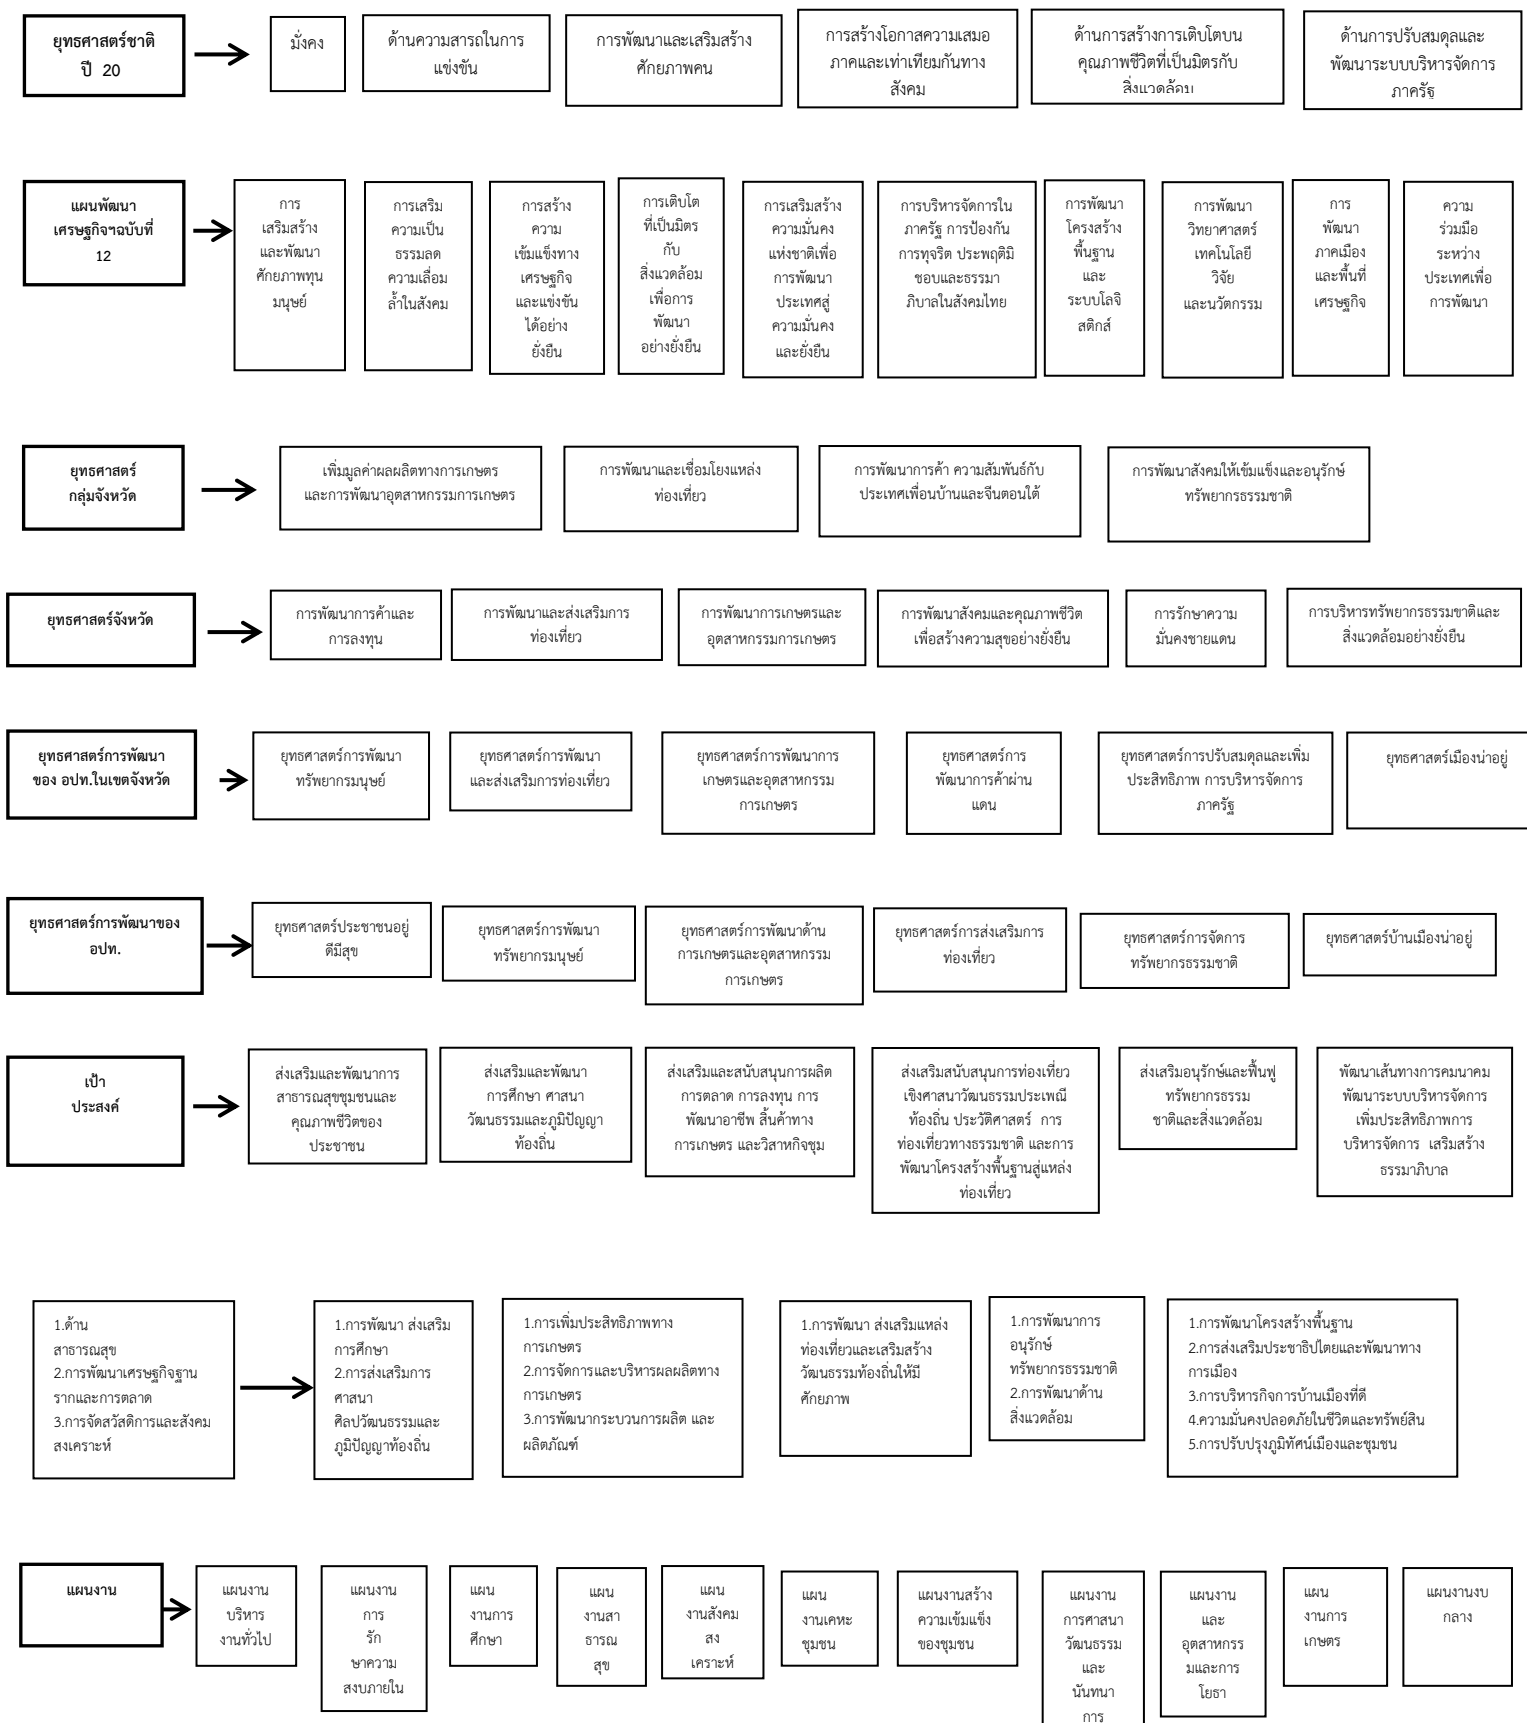 ยุทธศาสตร์ชาติ
ปี 20
มั่งคง
ด้านความสารถในการ
แข่งขัน
การพัฒนาและเสริมสร้าง
ศักยภาพคน
การสร้างโอกาสความเสมอ
ภาคและเท่าเทียมกันทาง
สังคม
ด้านการสร้างการเติบโตบน
คุณภาพชีวิตที่เป็นมิตรกับ
สิ่งแวดล้อม
ด้านการปรับสมดุลและ
พัฒนาระบบบริหารจัดการ
ภาครัฐ
แผนพัฒนา
เศรษฐกิจฯฉบับที่
12
การ
เสริมสร้าง
และพัฒนา
ศักยภาพทุน
มนุษย์
การเสริม
ความเป็น
ธรรมลด
ความเลื่อม
ล้ำในสังคม
การสร้าง
ความ
เข้มแข็งทาง
เศรษฐกิจ
และแข่งขัน
ได้อย่าง
ยั่งยืน
การเติบโต
ที่เป็นมิตร
กับ
สิ่งแวดล้อม
เพื่อการ
พัฒนา
อย่างยั่งยืน
การเสริมสร้าง
ความมั่นคง
แห่งชาติเพื่อ
การพัฒนา
ประเทศสู่
ความมั่นคง
และยั่งยืน
การบริหารจัดการใน
ภาครัฐ การป้องกัน
การทุจริต ประพฤติมิ
ชอบและธรรมา
ภิบาลในสังคมไทย
การพัฒนา
โครงสร้าง
พื้นฐาน
และ
ระบบโลจิ
สติกส์
การพัฒนา
วิทยาศาสตร์
เทคโนโลยี
วิจัย
และนวัตกรรม
การ
พัฒนา
ภาคเมือง
และพื้นที่
เศรษฐกิจ
ความ
ร่วมมือ
ระหว่าง
ประเทศเพื่อ
การพัฒนา
ยุทธศาสตร์
กลุ่มจังหวัด
เพิ่มมูลค่าผลผลิตทางการเกษตร
และการพัฒนาอุตสาหกรรมการเกษตร
การพัฒนาและเชื่อมโยงแหล่ง
ท่องเที่ยว
การพัฒนาการค้า ความสัมพันธ์กับ
ประเทศเพื่อนบ้านและจีนตอนใต้
การพัฒนาสังคมให้เข้มแข็งและอนุรักษ์
ทรัพยากรธรรมชาติ
ยุทธศาสตร์จังหวัด
การพัฒนาการค้าและ
การลงทุน
การพัฒนาและส่งเสริมการ
ท่องเที่ยว
การพัฒนาการเกษตรและ
อุตสาหกรรมการเกษตร
การพัฒนาสังคมและคุณภาพชีวิต
เพื่อสร้างความสุขอย่างยั่งยืน
การรักษาความ
มั่นคงชายแดน
การบริหารทรัพยากรธรรมชาติและ
สิ่งแวดล้อมอย่างยั่งยืน
ยุทธศาสตร์การพัฒนา
ของ อปท.ในเขตจังหวัด
ยุทธศาสตร์การพัฒนา
ทรัพยากรมนุษย์
ยุทธศาสตร์การพัฒนา
และส่งเสริมการท่องเที่ยว
ยุทธศาสตร์การพัฒนาการ
เกษตรและอุตสาหกรรม
การเกษตร
ยุทธศาสตร์การ
พัฒนาการค้าผ่าน
แดน
ยุทธศาสตร์การปรับสมดุลและเพิ่ม
ประสิทธิภาพ การบริหารจัดการ
ภาครัฐ
ยุทธศาสตร์เมืองน่าอยู่
ยุทธศาสตร์การพัฒนาของ
อปท.
ยุทธศาสตร์ประชาชนอยู่
ดีมีสุข
ยุทธศาสตร์การพัฒนา
ทรัพยากรมนุษย์
ยุทธศาสตร์การพัฒนาด้าน
การเกษตรและอุตสาหกรรม
การเกษตร
ยุทธศาสตร์การส่งเสริมการ
ท่องเที่ยว
ยุทธศาสตร์การจัดการ
ทรัพยากรธรรมชาติ
ยุทธศาสตร์บ้านเมืองน่าอยู่
เป้า
ประสงค์
ส่งเสริมและพัฒนาการ
สาธารณสุขชุมชนและ
คุณภาพชีวิตของ
ประชาชน
ส่งเสริมและพัฒนา
การศึกษา ศาสนา
วัฒนธรรมและภูมิปัญญา
ท้องถิ่น
ส่งเสริมและสนับสนุนการผลิต
การตลาด การลงทุน การ
พัฒนาอาชีพ สิ้นค้าทาง
การเกษตร และวิสาหกิจชุม
ส่งเสริมสนับสนุนการท่องเที่ยว
เชิงศาสนาวัฒนธรรมประเพณี
ท้องถิ่น ประวัติศาสตร์ การ
ท่องเที่ยวทางธรรมชาติ และการ
พัฒนาโครงสร้างพื้นฐานสู่แหล่ง
ท่องเที่ยว
ส่งเสริมอนุรักษ์และฟื้นฟู
ทรัพยากรธรรม
ชาติและสิ่งแวดล้อม
พัฒนาเส้นทางการคมนาคม
พัฒนาระบบบริหารจัดการ
เพิ่มประสิทธิภาพการ
บริหารจัดการ เสริมสร้าง
ธรรมาภิบาล
1.ด้าน
สาธารณสุข
2.การพัฒนาเศรษฐกิจฐาน
รากและการตลาด
3.การจัดสวัสดิการและสังคม
สงเคราะห์
1.การพัฒนา ส่งเสริม
การศึกษา
2.การส่งเสริมการ
ศาสนา
ศิลปวัฒนธรรมและ
ภูมิปัญญาท้องถิ่น
1.การเพิ่มประสิทธิภาพทาง
การเกษตร
2.การจัดการและบริหารผลผลิตทาง
การเกษตร
3.การพัฒนากระบวนการผลิต และ
ผลิตภัณฑ์
1.การพัฒนา ส่งเสริมแหล่ง
ท่องเที่ยวและเสริมสร้าง
วัฒนธรรมท้องถิ่นให้มี
ศักยภาพ
1.การพัฒนาการ
อนุรักษ์
ทรัพยากรธรรมชาติ
2.การพัฒนาด้าน
สิ่งแวดล้อม
1.การพัฒนาโครงสร้างพื้นฐาน
2.การส่งเสริมประชาธิปไตยและพัฒนาทาง
การเมือง
3.การบริหารกิจการบ้านเมืองที่ดี
4.ความมั่นคงปลอดภัยในชีวิตและทรัพย์สิน
5.การปรับปรุงภูมิทัศน์เมืองและชุมชน
แผนงาน
แผนงาน
บริหาร
งานทั่วไป
แผนงาน
การ
รัก
ษาความ
สงบภายใน
แผน
งานการ
ศึกษา
แผน
งานสา
ธารณ
สุข
แผน
งานสังคม
สง
เคราะห์
แผน
งานเคหะ
ชุมชน
แผนงานสร้าง
ความเข้มแข็ง
ของชุมชน
แผนงาน
การศาสนา
วัฒนธรรม
และ
นันทนา
การ
แผนงาน
และ
อุตสาหกรร
มและการ
โยธา
แผน
งานการ
เกษตร
แผนงานงบ
กลาง